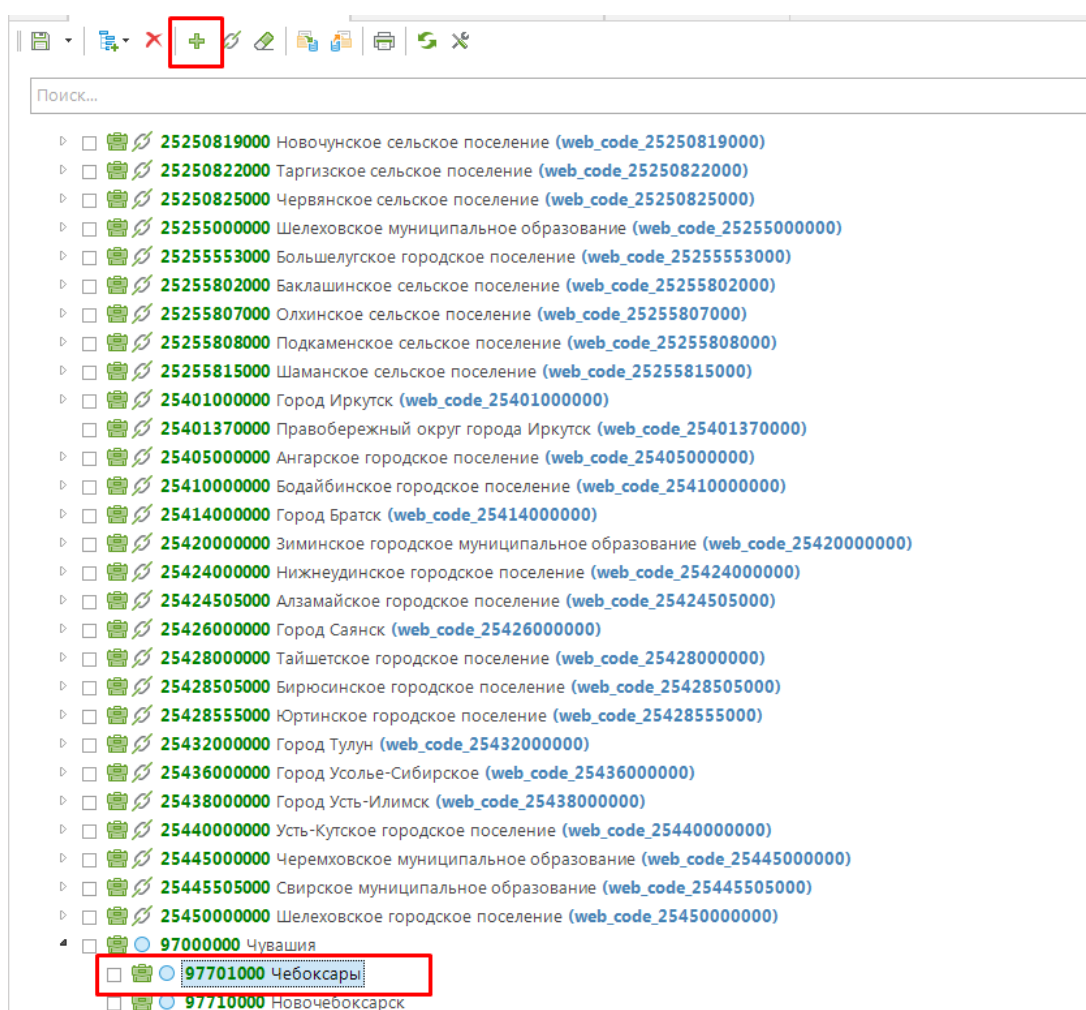 Поиск...
25250819000 Новочунское сельское поселение (web_code_25250819000)
25250822000 Таргизское сельское поселение (web_code_25250822000)
25250825000 Червянское сельское поселение (web_code_25250825000)
25255000000 Шелеховское муниципальное образование (web_code_25255000000)
25255553000 Большелугское городское поселение (web_code_25255553000)
25255802000 Баклашинское сельское поселение (web_code_25255802000)
25255807000 Олхинское сельское поселение (web_code_25255807000)
25255808000 Подкаменское сельское поселение (web_code_25255808000)
25255815000 Шаманское сельское поселение (web_code_25255815000)
25401000000 Город Иркутск (web_code_25401000000)
25401370000 Правобережный округ города Иркутск (web_code_25401370000)
25405000000 Ангарское городское поселение (web_code_25405000000)
25410000000 Бодайбинское городское поселение (web_code_25410000000)
25414000000 Город Братск (web_code_25414000000)
25420000000 Зиминское городское муниципальное образование (web_code_25420000000)
25424000000 Нижнеудинское городское поселение (web_code_25424000000)
25424505000 Алзамайское городское поселение (web_code_25424505000)
25426000000 Город Саянск (web_code_25426000000)
25428000000 Тайшетское городское поселение (web_code_25428000000)
25428505000 Бирюсинское городское поселение (web_code_25428505000)
25428555000 Юртинское городское поселение (web_code_25428555000)
25432000000 Город Тулун (web_code_25432000000)
25436000000 Город Усолье-Сибирское (web_code_25436000000)
25438000000 Город Усть-Илимск (web_code_25438000000)
25440000000 Усть-Кутское городское поселение (web_code_25440000000)
25445000000 Черемховское муниципальное образование (web_code_25445000000)
25445505000 Свирское муниципальное образование (web_code_25445505000)
25450000000 Шелеховское городское поселение (web_code_25450000000)
97000000 Чувашия
97701000 Чебоксары
97710000 Новочебоксарск